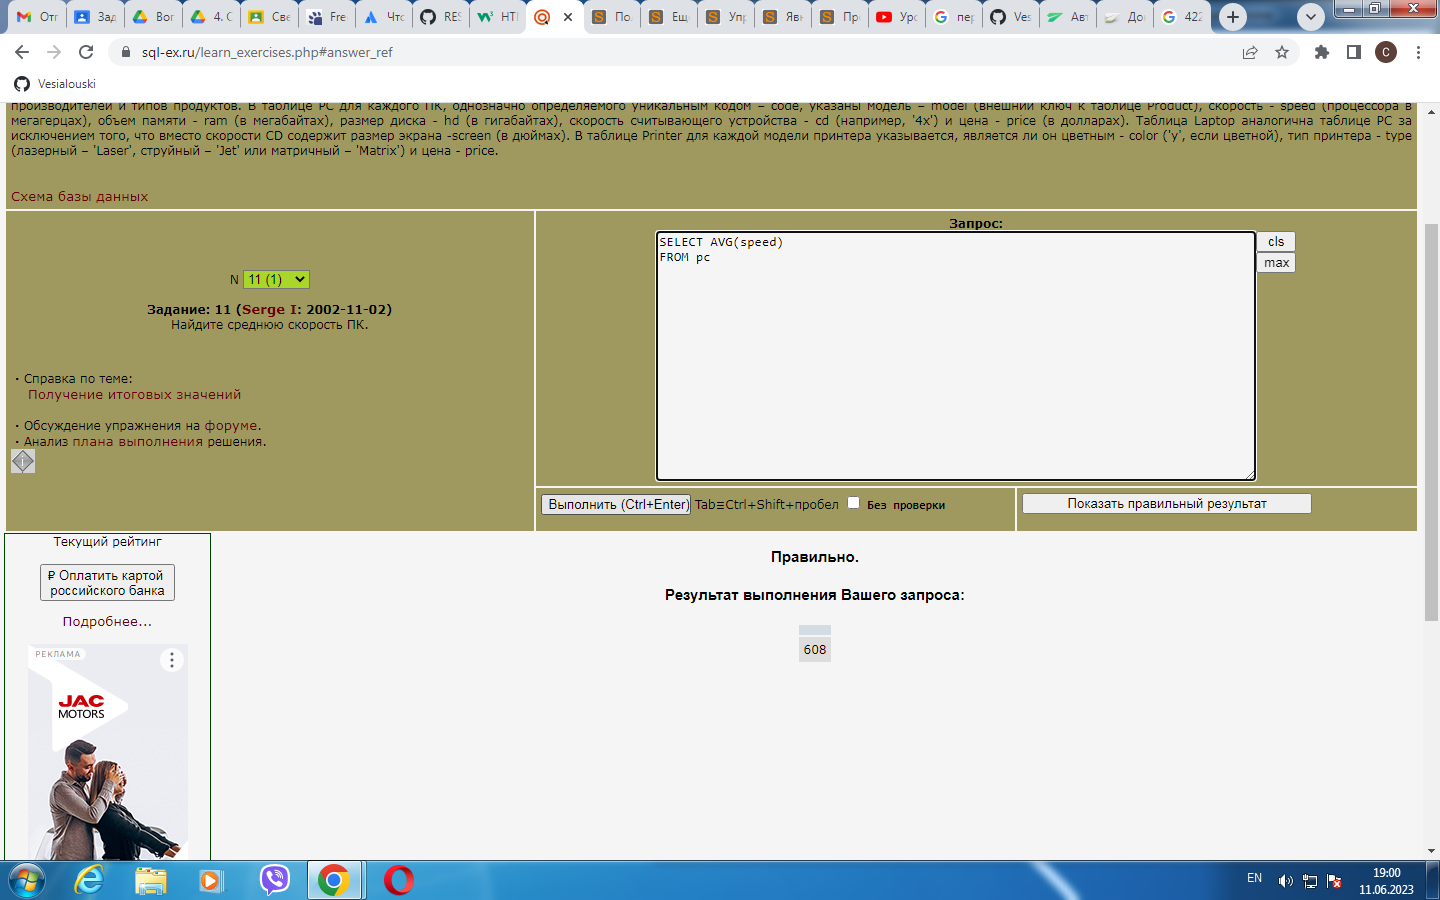 Отп
Зад
Вог
4. С
Све
Fre
Что
RES
HTI
По.
Ещ
Упр
Явн
Пре
Урс
пер
Ves
Авт
До
422
sql-ex.ru/learn_exercises.php#answer_ref
C
Vesialouski
производителей и типов продуктов. В таблице PC для каждого ПК, однозначно определяемого уникальным кодом – code, указаны модель – model (внешний ключ к таблице Product), скорость - speed (процессора в
мегагерцах), объем памяти - ram (в мегабайтах), размер диска - hd (в гигабайтах), скорость считывающего устройства - cd (например, '4x') и цена - price (в долларах). Таблица Laptop аналогична таблице РС за
исключением того, что вместо скорости CD содержит размер экрана -screen (в дюймах). В таблице Printer для каждой модели принтера указывается, является ли он цветным - color ('y', если цветной), тип принтера - type
(лазерный – 'Laser', струйный – 'Jet' или матричный – 'Matrix') и цена - price.
Схема базы данных
N 11 (1)
Задание: 11 (Serge I: 2002-11-02)
Найдите среднюю скорость ПК.
• Справка по теме:
Получение итоговых значений
• Обсуждение упражнения на форуме.
• Анализ плана выполнения решения.
Запрос:
SELECT AVG(speed)
FROM pc
cls
max
Выполнить (Ctrl+Enter) Tab≡Ctrl+Shift+пробел Без проверки
Показать правильный результат
Текущий рейтинг
₽ Оплатить картой
российского банка
Подробнее...
РЕКЛАМА
JAC
MOTORS
Правильно.
Результат выполнения Вашего запроса:
608
EN
19:00
11.06.2023